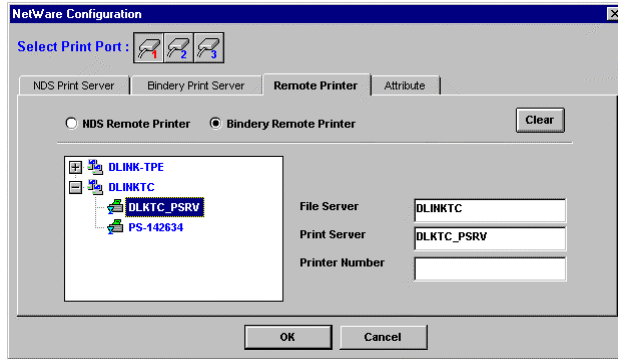 NetWare Configuration
Select Print Port : 1 2 3
NDS Print Server Bindery Print Server Remote Printer Attribute
NDS Remote Printer Bindery Remote Printer Clear
DLINK-TPE
DLINKTC
DLKTC_PSRV
PS-142634
File Server DLINKTC
Print Server DLKTC_PSRV
Printer Number
OK Cancel